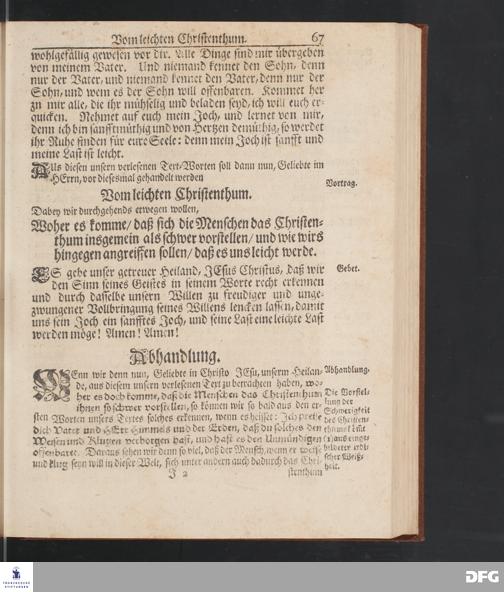 Vom leichten Christenthum. 67
wohlgefällig gewesen vor dir. Alle Dinge sind mir übergeben
von meinem Vater. Und niemand kennet den Sohn, denn
nur der Vater, und niemand kennet den Vater, denn nur der
Sohn, und wem es der Sohn will offenbaren. Kommet her
zu mir alle, die ihr mühselig und beladen seyd, ich will euch er-
quicken. Nehmet auf euch mein Joch, und lernet von mir,
denn ich bin sanfftmüthig und von Hertzen demüthig, so werdet
ihr Ruhe finden für eure Seele: denn mein Joch ist sanfft und
meine Last ist leicht.
Aus diesen unsern verlesenen Text-Worten soll dann nun, Geliebte im
HErrn, vor diesesmal gehandelt werden
Vortrag.
Vom leichten Christenthum.
Dabey wir durchgehends erwegen wollen,
Woher es komme/ daß sich die Menschen das Christen-
thum insgemein als schwer vorstellen/ und wie wirs
hingegen angreiffen sollen/ daß es uns leicht werde.
ES gebe unser getreuer Heiland, JEsus Christus, daß wir
Gebet.
den Sinn seines Geistes in seinem Worte recht erkennen
und durch dasselbe unsern Willen zu freudiger und unge-
zwungener Vollbringung seines Willens lencken lassen, damit
uns sein Joch ein sanfftes Joch, und seine Last eine leichte Last
werden möge! Amen! Amen!
Abhandlung.
WEnn wir denn nun, Geliebte in Christo JEsu, unserm Heilan-
Abhandlung.
de, aus diesem unsern verlesenen Text zu betrachten haben, wo-
her es doch komme, daß die Menschen das Christenthum
ihnen so schwer vorstellen, so können wir so bald aus den er-
sten Worten unsers Textes solches erkennen, wenn es heisset: Ich preise
dich Vater und HErr Himmels und der Erden, daß du solches den
Weisen und Klugen verborgen hast, und hast es den Unmündigen
offenbaret. Daraus sehen wir denn so viel, daß der Mensch, wenn er weise
und klug seyn will in dieser Welt, sich unter andern auch dadurch das Chri-
Die Vorstel-
lung der
Schwerigkeit
des Christen-
thums
aus einge-
bildeter
scher Weiß-
heit.
J 2 stenthum
DFG